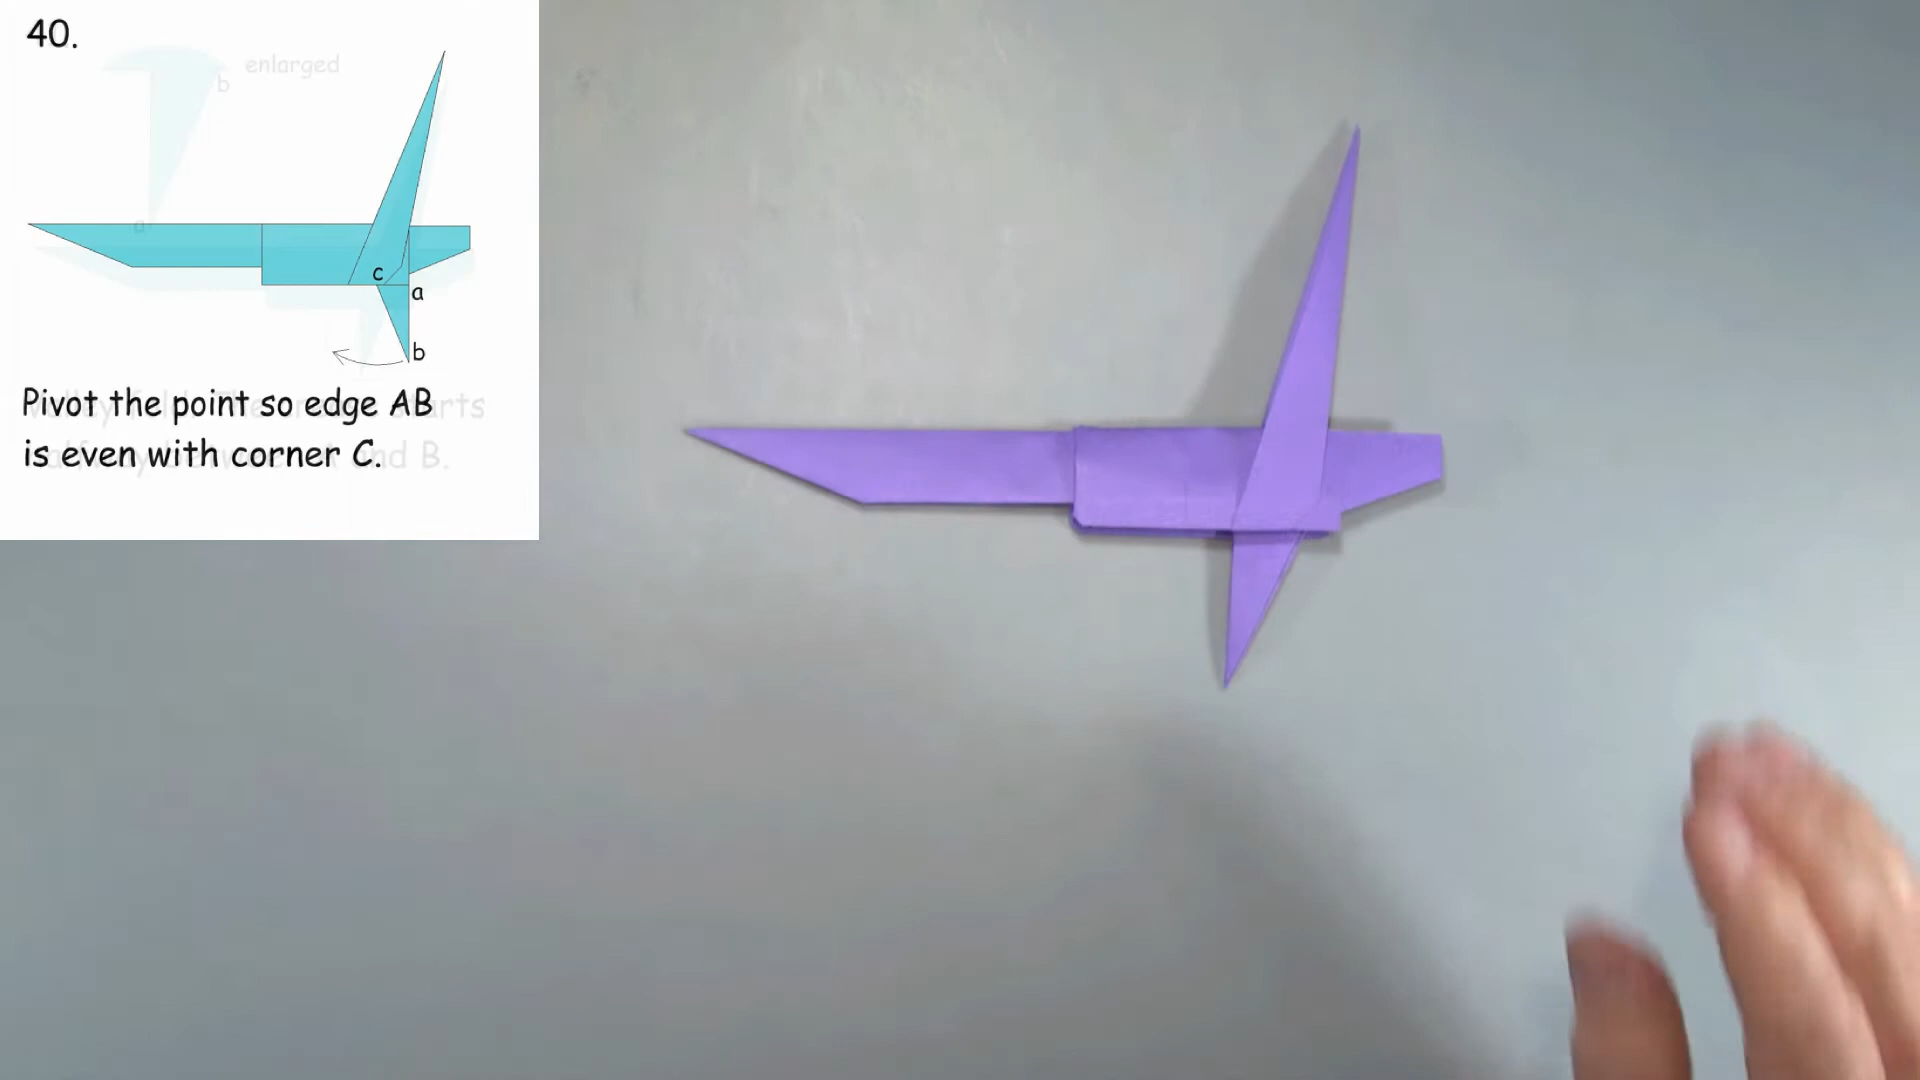 40.
enlarged
b
a
c
a
b
Pivot the point so edge AB
is even with corner C.